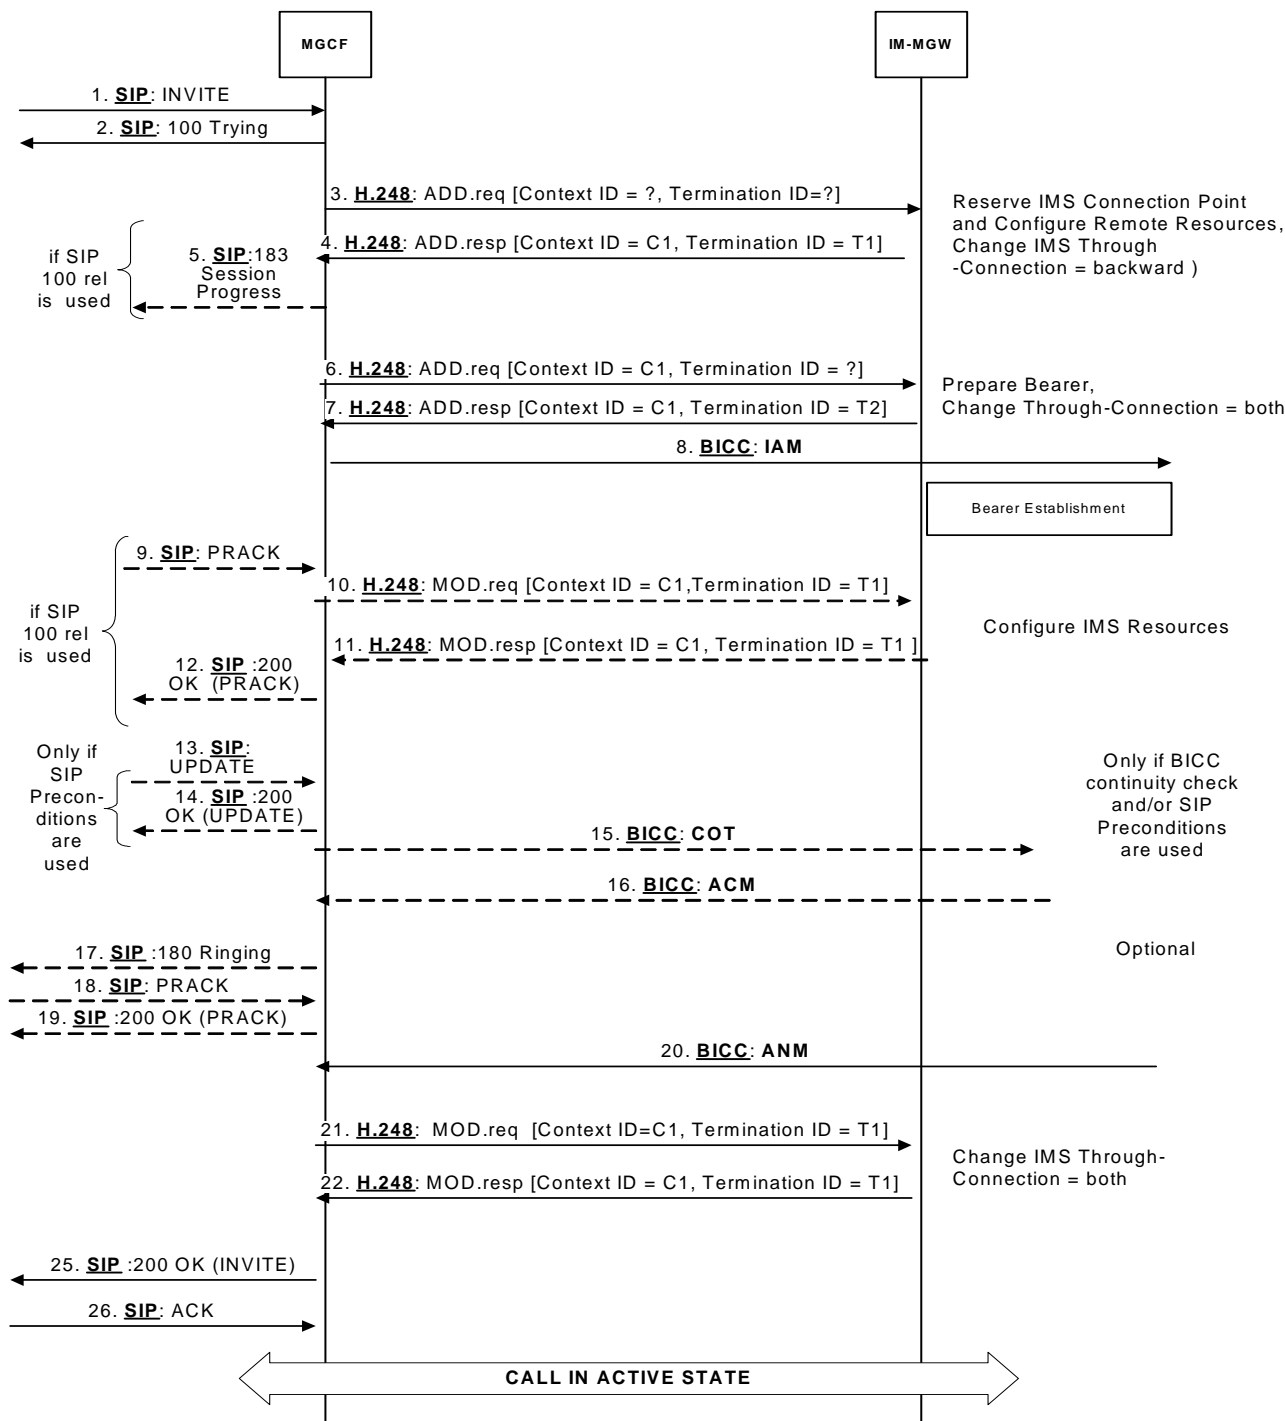 MGCF
IM-MGW
1. SIP: INVITE
2. SIP: 100 Trying
3. H.248: ADD.req [Context ID = ?, Termination ID=?]
Reserve IMS Connection Point
and Configure Remote Resources,
Change IMS Through
-Connection = backward )
4. H.248: ADD.resp [Context ID = C1, Termination ID = T1]
if SIP
100 rel
is used
5. SIP:183
Session
Progress
6. H.248: ADD.req [Context ID = C1, Termination ID = ?]
Prepare Bearer,
Change Through-Connection = both
7. H.248: ADD.resp [Context ID = C1, Termination ID = T2]
8. BICC: IAM
Bearer Establishment
9. SIP: PRACK
10. H.248: MOD.req [Context ID = C1,Termination ID = T1]
if SIP
100 rel
is used
Configure IMS Resources
11. H.248: MOD.resp [Context ID = C1, Termination ID = T1 ]
12. SIP :200
OK (PRACK)
Only if
SIP
Precon-
ditions
are
used
13. SIP:
UPDATE
14. SIP :200
OK (UPDATE)
Only if BICC
continuity check
and/or SIP
Preconditions
are used
15. BICC: COT
16. BICC: ACM
17. SIP :180 Ringing
Optional
18. SIP: PRACK
19. SIP :200 OK (PRACK)
20. BICC: ANM
21. H.248: MOD.req [Context ID=C1, Termination ID = T1]
Change IMS Through-
Connection = both
22. H.248: MOD.resp [Context ID = C1, Termination ID = T1]
25. SIP :200 OK (INVITE)
26. SIP: ACK
CALL IN ACTIVE STATE